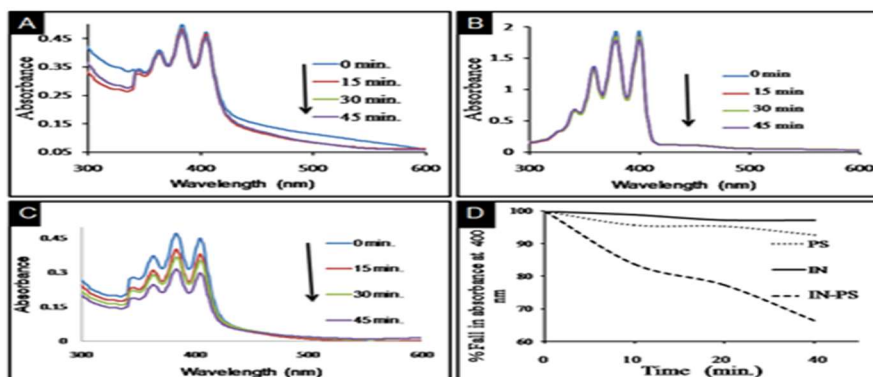 A
Absorbance
0.45
0.35
0.25
0.15
0.05
300
400
500
600
Wavelength (nm)
0 min.
15 min.
30 min.
45 min.
B
Absorbance
2
1.5
1
0.5
0
300
400
500
600
Wavelength (nm)
0 min
15 min
30 min
45 min
C
Absorbance
0.45
0.3
0.15
0
300
400
500
600
Wavelength (nm)
0 min.
15 min.
30 min.
45 min.
D
% Fall in absorbance at 400
nm
100
90
80
70
60
0
10
20
40
Time (min.)
PS
IN
IN-PS